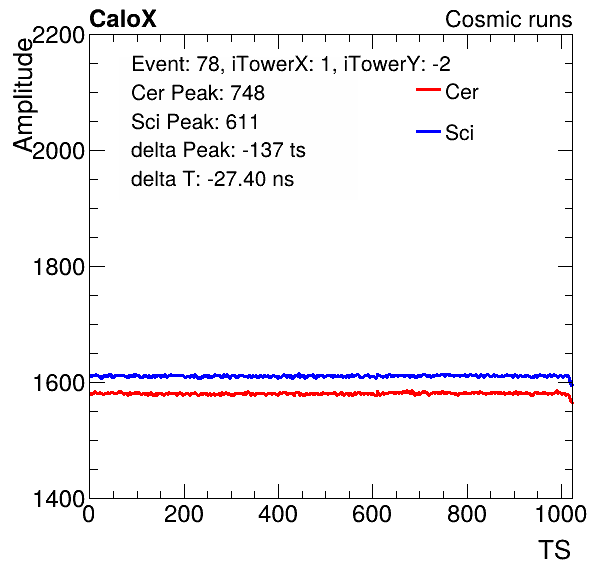 CaloX Cosmic runs
Amplitude
2200
2000
1800
1600
1400
Event: 78, iTowerX: 1, iTowerY: -2
Cer Peak: 748
Sci Peak: 611
delta Peak: -137 ts
delta T: -27.40 ns
Cer
Sci
0 200 400 600 800 1000
TS